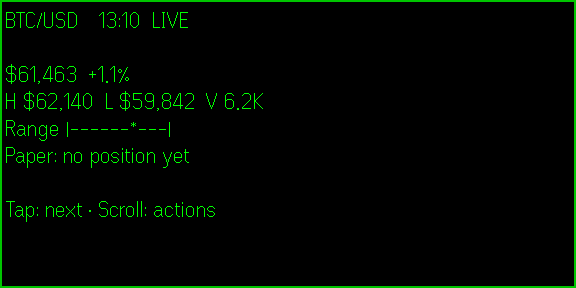 BTC/USD 13:10 LIVE
$61,463 +1.1%
H $62,140 L $59,842 V 6.2K
Range |------*---|
Paper: no position yet
Tap: next · Scroll: actions